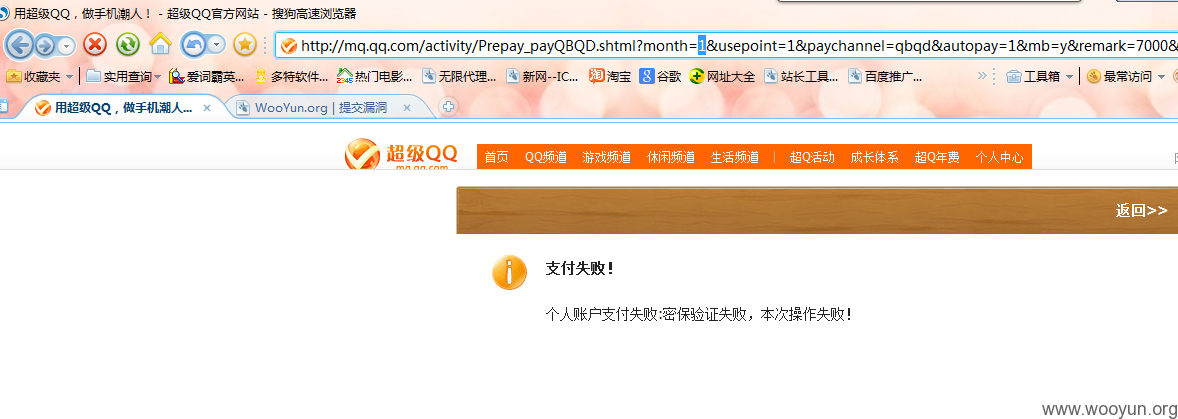 用超级QQ，做手机潮人！ - 超级QQ官方网站 - 搜狗高速浏览器
http://mq.qq.com/activity/Prepay_payQBQD.shtml?month=1&usepoint=1&paychannel=qbqd&autopay=1&mb=y&remark=7000&
收藏夹 实用查询 爱词霸英... 多特软件... 热门电影... 无限代理... 新网--IC... 淘宝 谷歌 网址大全 站长工具... 百度推广... » 工具箱 最常访问
用超级QQ，做手机潮人... × WooYun.org | 提交漏洞 ×
超级QQ 首页 QQ频道 游戏频道 休闲频道 生活频道 | 超Q活动 成长体系 超Q年费 个人中心
mq.qq.com
返回>>
支付失败！
个人账户支付失败:密保验证失败，本次操作失败！
www.wooyun.org